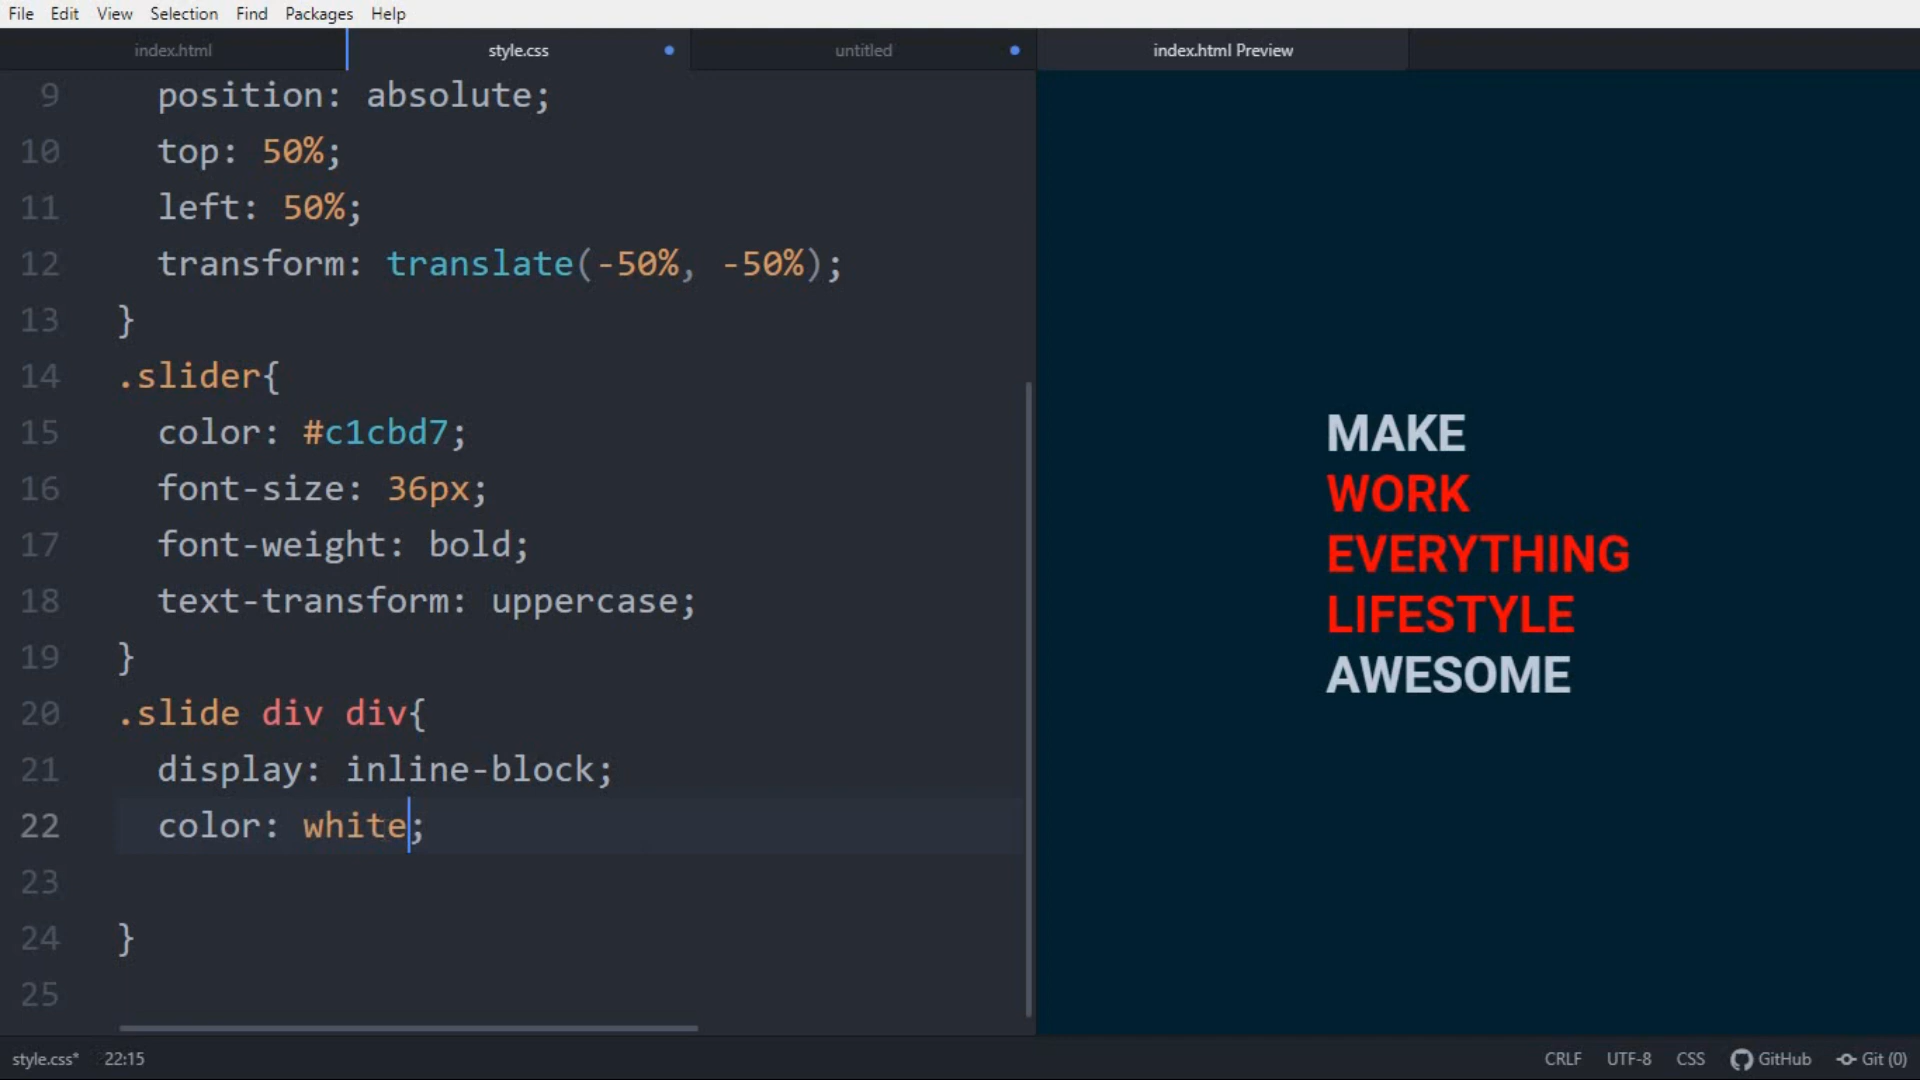 File Edit View Selection Find Packages Help
index.html style.css untitled index.html Preview
9 position: absolute;
10 top: 50%;
11 left: 50%;
12 transform: translate(-50%, -50%);
13 }
14 .slider{
15 color: #c1cbd7;
16 font-size: 36px;
17 font-weight: bold;
18 text-transform: uppercase;
19 }
20 .slide div div{
21 display: inline-block;
22 color: white;
23
24 }
25
MAKE
WORK
EVERYTHING
LIFESTYLE
AWESOME
style.css* 22:15 CRLF UTF-8 CSS GitHub Git (0)